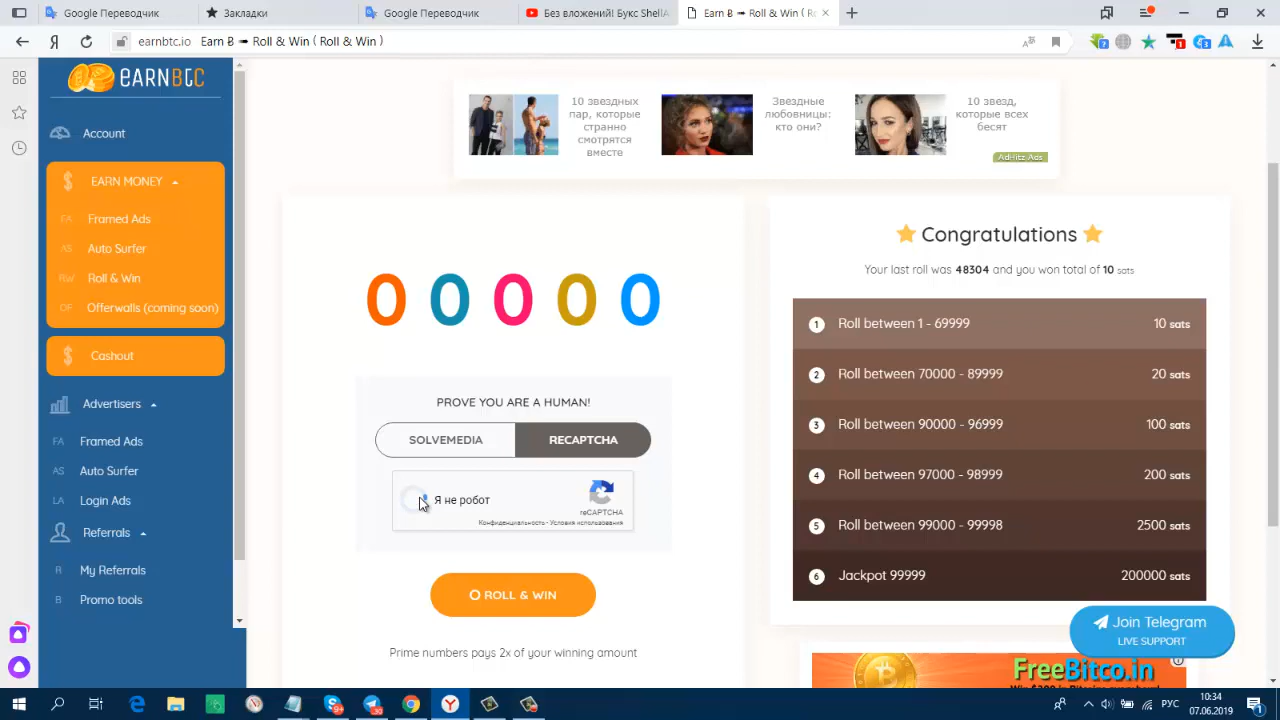 Google Переводчик
Закладки
Google Переводчик
Без вложений! Букс ShellA
Earn B ➡ Roll & Win ( Ro
earnbtc.io Earn B ➡ Roll & Win ( Roll & Win )
7
1
3
EARNBTC
Account
EARN MONEY
FA Framed Ads
AS Auto Surfer
RW Roll & Win
OF Offerwalls (coming soon)
Cashout
Advertisers
FA Framed Ads
AS Auto Surfer
LA Login Ads
Referrals
R My Referrals
B Promo tools
10 звездных
пар, которые
странно
смотрятся
вместе
Звездные
любовницы:
кто они?
10 звезд,
которые всех
бесят
AdHitz Ads
0 0 0 0 0
PROVE YOU ARE A HUMAN!
SOLVEMEDIA
RECAPTCHA
Я не робот
reCAPTCHA
Конфиденциальность - Условия использования
ROLL & WIN
Prime numbers pays 2x of your winning amount
Congratulations
Your last roll was 48304 and you won total of 10 sats
1 Roll between 1 - 69999 10 sats
2 Roll between 70000 - 89999 20 sats
3 Roll between 90000 - 96999 100 sats
4 Roll between 97000 - 98999 200 sats
5 Roll between 99000 - 99998 2500 sats
6 Jackpot 99999 200000 sats
Join Telegram
LIVE SUPPORT
FreeBitco.in
РУС
10:34
07.06.2019